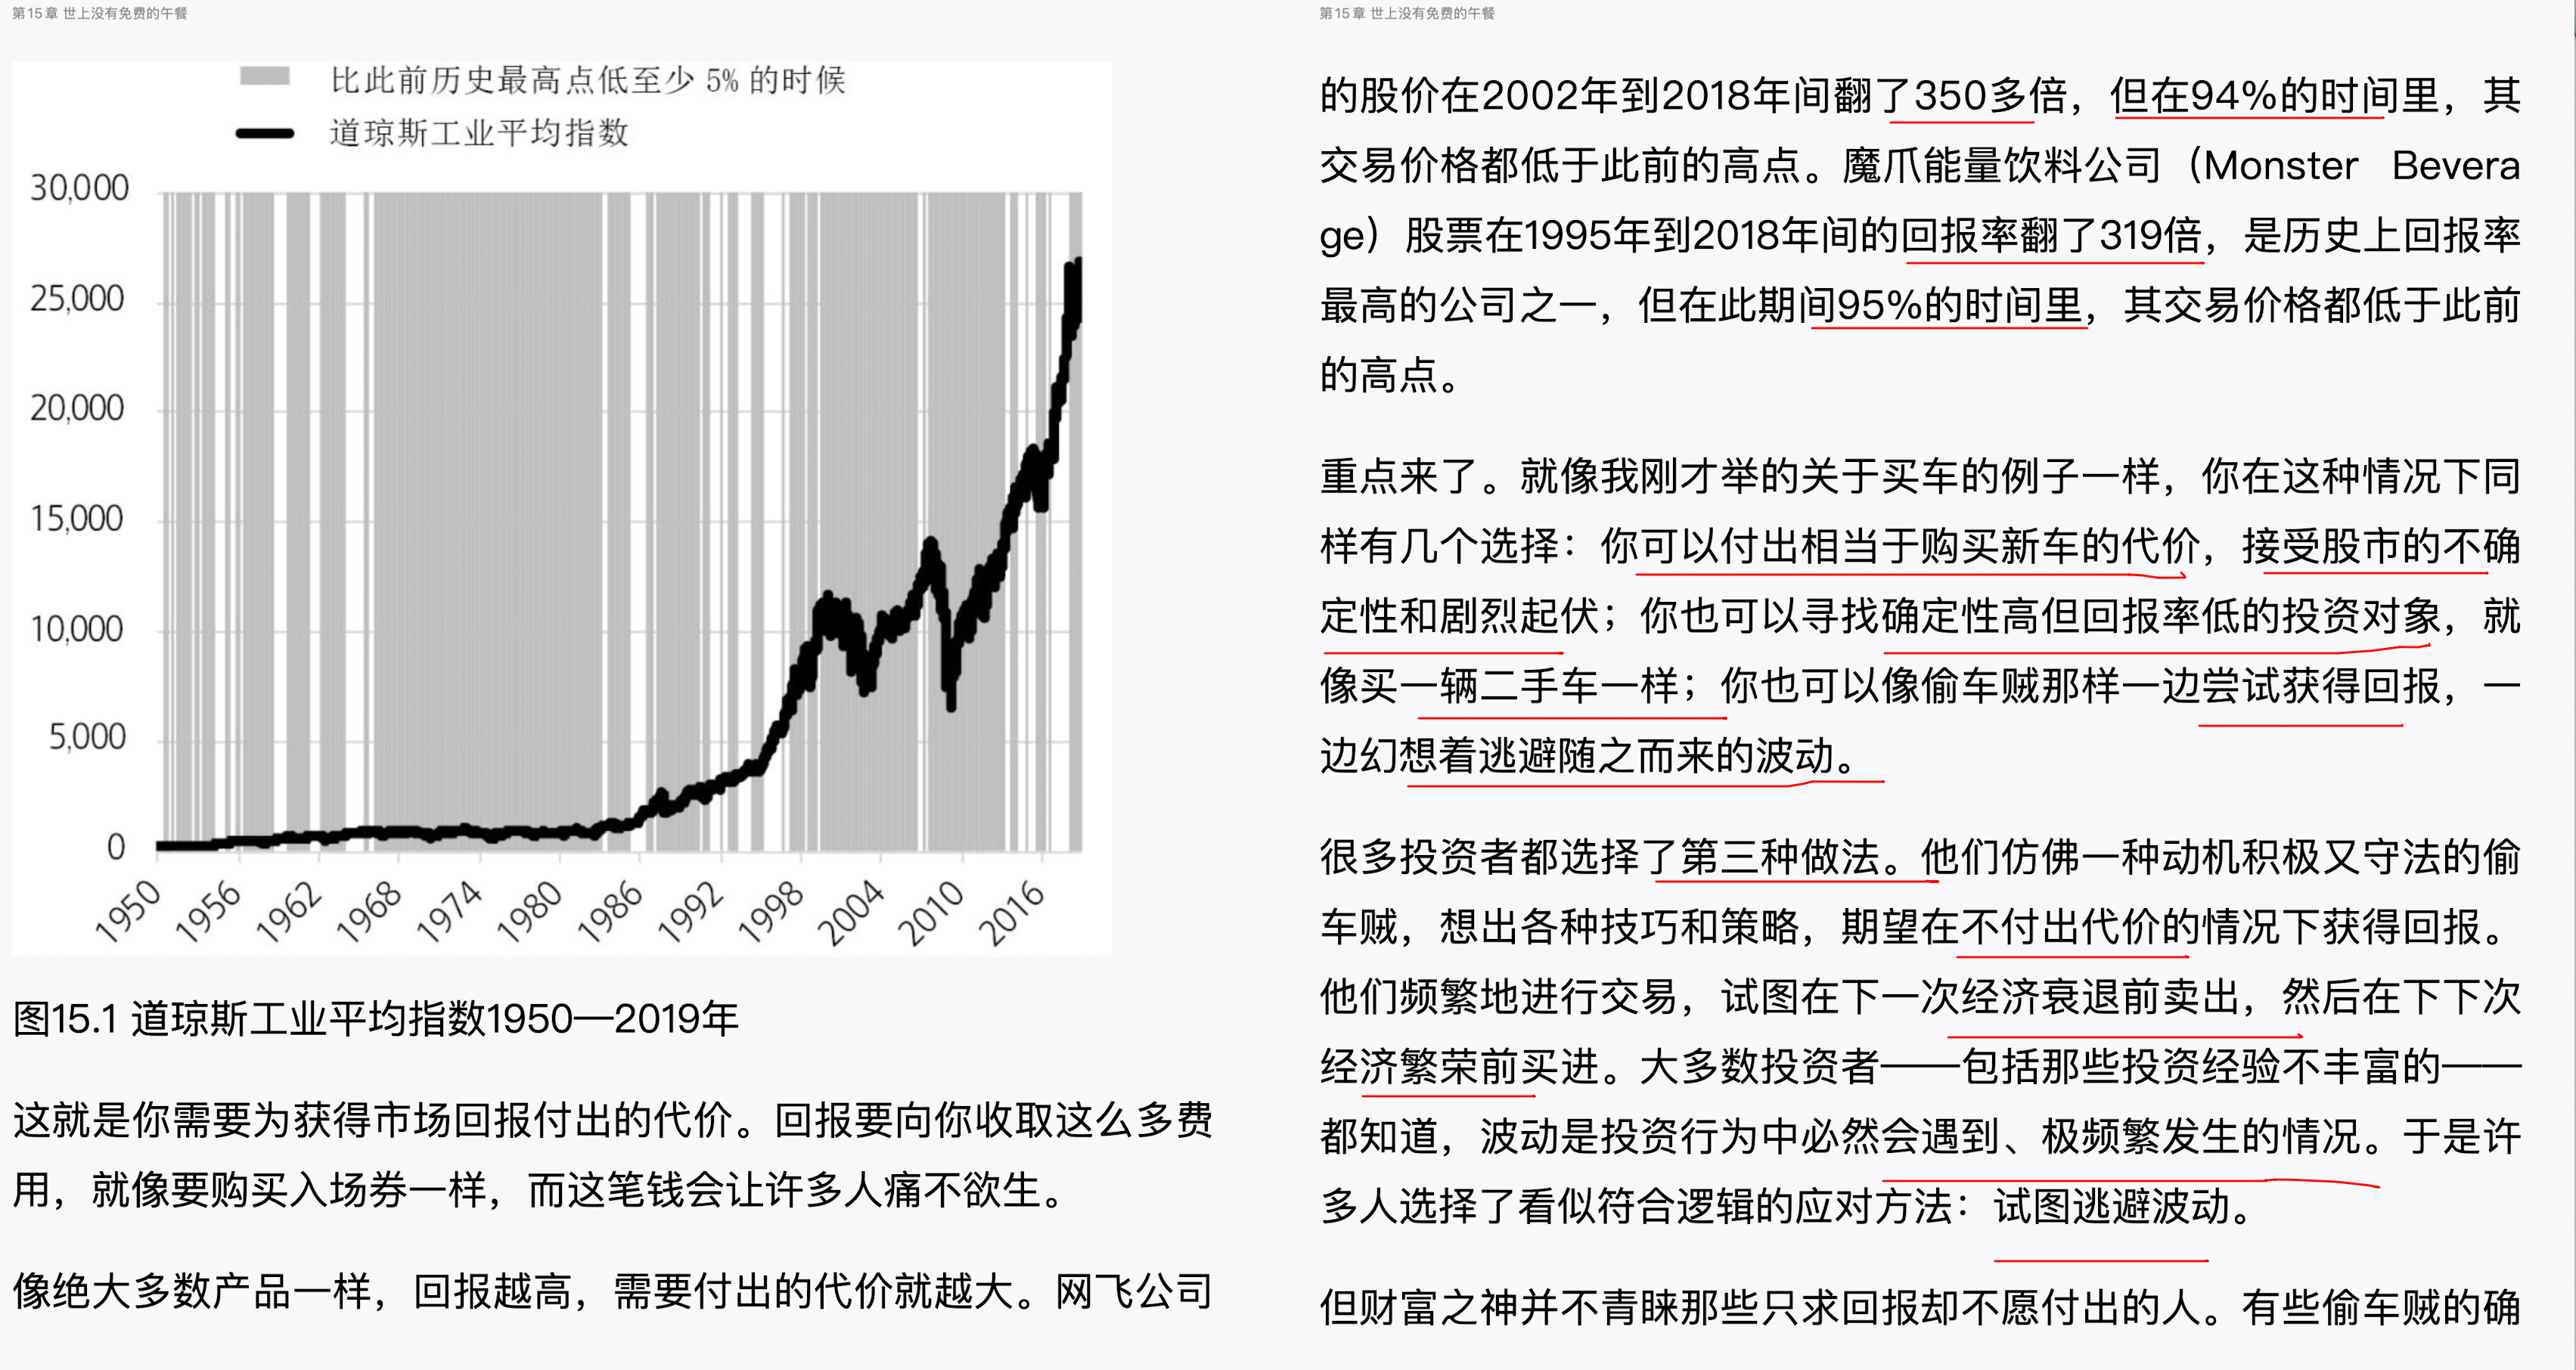 第15章 世上没有免费的午餐
比此前历史最高点低至少 5% 的时候
道琼斯工业平均指数
30,000
25,000
20,000
15,000
10,000
5,000
0
1950
1956
1962
1968
1974
1980
1986
1992
1998
2004
2010
2016
图15.1 道琼斯工业平均指数1950—2019年
这就是你需要为获得市场回报付出的代价。回报要向你收取这么多费
用，就像要购买入场券一样，而这笔钱会让许多人痛不欲生。
像绝大多数产品一样，回报越高，需要付出的代价就越大。网飞公司
第15章 世上没有免费的午餐
的股价在2002年到2018年间翻了350多倍，但在94%的时间里，其
交易价格都低于此前的高点。魔爪能量饮料公司（Monster Bevera
ge）股票在1995年到2018年间的回报率翻了319倍，是历史上回报率
最高的公司之一，但在此期间95%的时间里，其交易价格都低于此前
的高点。
重点来了。就像我刚才举的关于买车的例子一样，你在这种情况下同
样有几个选择：你可以付出相当于购买新车的代价，接受股市的不确
定性和剧烈起伏；你也可以寻找确定性高但回报率低的投资对象，就
像买一辆二手车一样；你也可以像偷车贼那样一边尝试获得回报，一
边幻想着逃避随之而来的波动。
很多投资者都选择了第三种做法。他们仿佛一种动机积极又守法的偷
车贼，想出各种技巧和策略，期望在不付出代价的情况下获得回报。
他们频繁地进行交易，试图在下一次经济衰退前卖出，然后在下下次
经济繁荣前买进。大多数投资者——包括那些投资经验不丰富的——
都知道，波动是投资行为中必然会遇到、极频繁发生的情况。于是许
多人选择了看似符合逻辑的应对方法：试图逃避波动。
但财富之神并不青睐那些只求回报却不愿付出的人。有些偷车贼的确